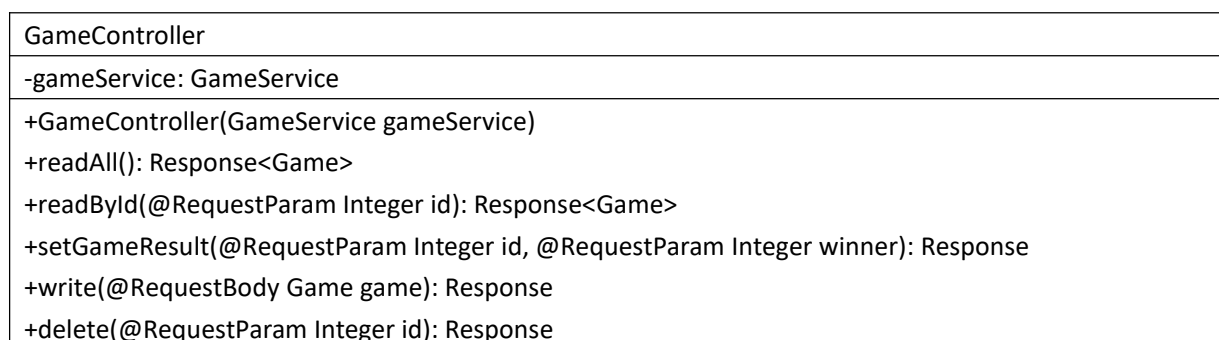 GameController
-gameService: GameService
+GameController(GameService gameService)
+readAll(): Response<Game>
+readById(@RequestParam Integer id): Response<Game>
+setGameResult(@RequestParam Integer id, @RequestParam Integer winner): Response
+write(@RequestBody Game game): Response
+delete(@RequestParam Integer id): Response